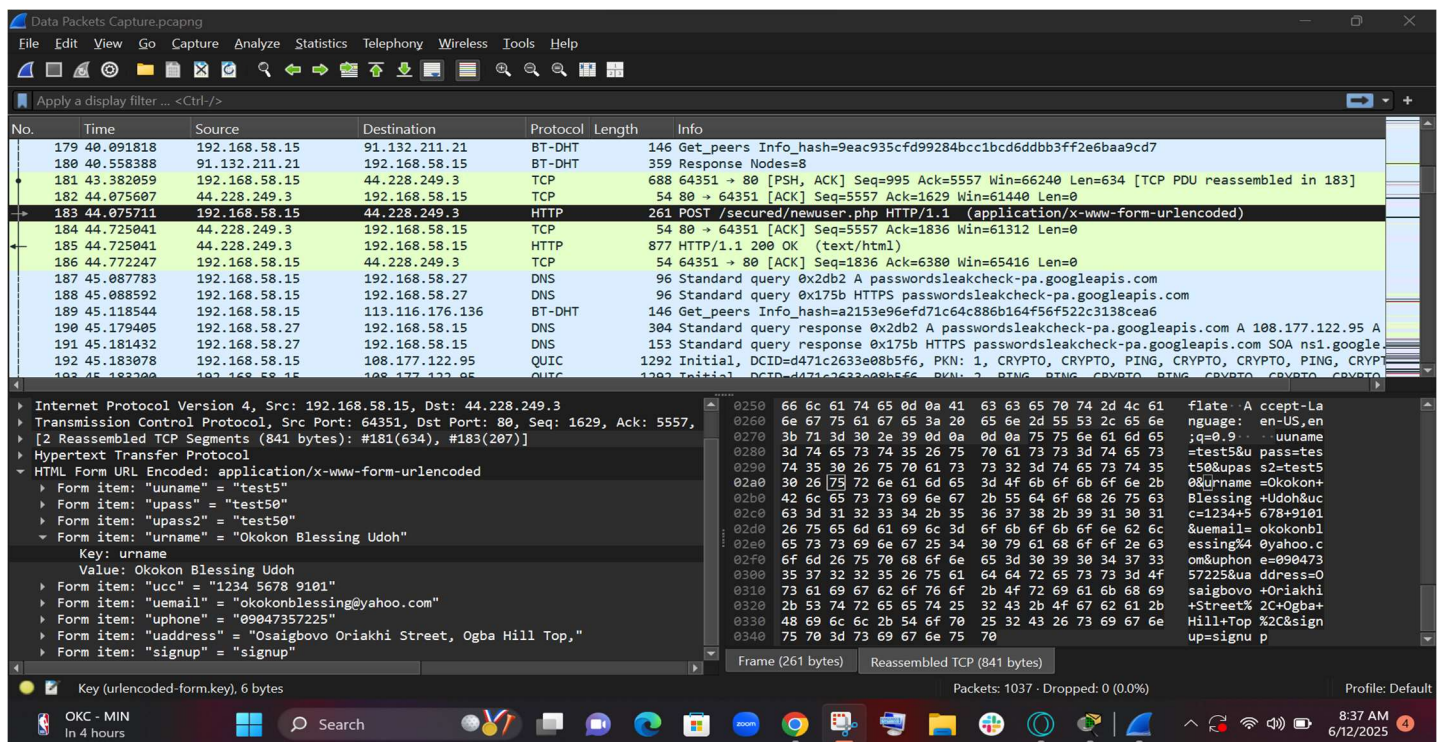 Data Packets Capture.pcapng
File Edit View Go Capture Analyze Statistics Telephony Wireless Tools Help
Apply a display filter ... <Ctrl-/>
No. Time Source Destination Protocol Length Info
179 40.091818 192.168.58.15 91.132.211.21 BT-DHT 146 Get_peers Info_hash=9eac935cfd99284bcc1bcd6ddbb3ff2e6baa9cd7
180 40.558388 91.132.211.21 192.168.58.15 BT-DHT 359 Response Nodes=8
181 43.382059 192.168.58.15 44.228.249.3 TCP 688 64351 → 80 [PSH, ACK] Seq=995 Ack=5557 Win=66240 Len=634 [TCP PDU reassembled in 183]
182 44.075607 44.228.249.3 192.168.58.15 TCP 54 80 → 64351 [ACK] Seq=5557 Ack=1629 Win=61440 Len=0
183 44.075711 192.168.58.15 44.228.249.3 HTTP 261 POST /secured/newuser.php HTTP/1.1 (application/x-www-form-urlencoded)
184 44.725041 44.228.249.3 192.168.58.15 TCP 54 80 → 64351 [ACK] Seq=5557 Ack=1836 Win=61312 Len=0
185 44.725041 44.228.249.3 192.168.58.15 HTTP 877 HTTP/1.1 200 OK (text/html)
186 44.772247 192.168.58.15 44.228.249.3 TCP 54 64351 → 80 [ACK] Seq=1836 Ack=6380 Win=65416 Len=0
187 45.087783 192.168.58.15 192.168.58.27 DNS 96 Standard query 0x2db2 A passwordsleakcheck-pa.googleapis.com
188 45.088592 192.168.58.15 192.168.58.27 DNS 96 Standard query 0x175b HTTPS passwordsleakcheck-pa.googleapis.com
189 45.118544 192.168.58.15 113.116.176.136 BT-DHT 146 Get_peers Info_hash=a2153e96efd71c64c886b164f56f522c3138cea6
190 45.179405 192.168.58.27 192.168.58.15 DNS 304 Standard query response 0x2db2 A passwordsleakcheck-pa.googleapis.com A 108.177.122.95 A
191 45.181432 192.168.58.27 192.168.58.15 DNS 153 Standard query response 0x175b HTTPS passwordsleakcheck-pa.googleapis.com SOA ns1.google.
192 45.183078 192.168.58.15 108.177.122.95 QUIC 1292 Initial, DCID=d471c2633e08b5f6, PKN: 1, CRYPTO, CRYPTO, PING, CRYPTO, CRYPTO, PING, CRYPT
193 45.183200 192.168.58.15 108.177.122.95 QUIC 1292 Initial, DCID=d471c2633e08b5f6, PKN: 2, PING, PING, CRYPTO, PING, CRYPTO, CRYPTO
Internet Protocol Version 4, Src: 192.168.58.15, Dst: 44.228.249.3
Transmission Control Protocol, Src Port: 64351, Dst Port: 80, Seq: 1629, Ack: 5557,
[2 Reassembled TCP Segments (841 bytes): #181(634), #183(207)]
Hypertext Transfer Protocol
HTML Form URL Encoded: application/x-www-form-urlencoded
Form item: "uuname" = "test5"
Form item: "upass" = "test50"
Form item: "upass2" = "test50"
Form item: "urname" = "Okokon Blessing Udoh"
Key: urname
Value: Okokon Blessing Udoh
Form item: "ucc" = "1234 5678 9101"
Form item: "uemail" = "okokonblessing@yahoo.com"
Form item: "uphone" = "09047357225"
Form item: "uaddress" = "Osaigbovo Oriakhi Street, Ogba Hill Top,"
Form item: "signup" = "signup"
0250 66 6c 61 74 65 0d 0a 41 63 63 65 70 74 2d 4c 61 flate··A ccept-La
0260 6e 67 75 61 67 65 3a 20 65 6e 2d 55 53 2c 65 6e nguage: en-US,en
0270 3b 71 3d 30 2e 39 0d 0a 0d 0a 75 75 6e 61 6d 65 ;q=0.9·· ··uuname
0280 3d 74 65 73 74 35 26 75 70 61 73 73 3d 74 65 73 =test5&u pass=tes
0290 74 35 30 26 75 70 61 73 73 32 3d 74 65 73 74 35 t50&upas s2=test5
02a0 30 26 75 72 6e 61 6d 65 3d 4f 6b 6f 6b 6f 6e 2b 0&urname =Okokon+
02b0 42 6c 65 73 73 69 6e 67 2b 55 64 6f 68 26 75 63 Blessing +Udoh&uc
02c0 63 3d 31 32 33 34 2b 35 36 37 38 2b 39 31 30 31 c=1234+5 678+9101
02d0 26 75 65 6d 61 69 6c 3d 6f 6b 6f 6b 6f 6e 62 6c &uemail= okokonbl
02e0 65 73 73 69 6e 67 25 34 30 79 61 68 6f 6f 2e 63 essing%4 0yahoo.c
02f0 6f 6d 26 75 70 68 6f 6e 65 3d 30 39 30 34 37 33 om&uphon e=090473
0300 35 37 32 32 35 26 75 61 64 64 72 65 73 73 3d 4f 57225&ua ddress=O
0310 73 61 69 67 62 6f 76 6f 2b 4f 72 69 61 6b 68 69 saigbovo +Oriakhi
0320 2b 53 74 72 65 65 74 25 32 43 2b 4f 67 62 61 2b +Street% 2C+Ogba+
0330 48 69 6c 6c 2b 54 6f 70 25 32 43 26 73 69 67 6e Hill+Top %2C&sign
0340 75 70 3d 73 69 67 6e 75 70 up=signu p
Frame (261 bytes) Reassembled TCP (841 bytes)
Key (urlencoded-form.key), 6 bytes
Packets: 1037 · Dropped: 0 (0.0%)
Profile: Default
OKC - MIN
In 4 hours
Search
zoom
8:37 AM
6/12/2025
4